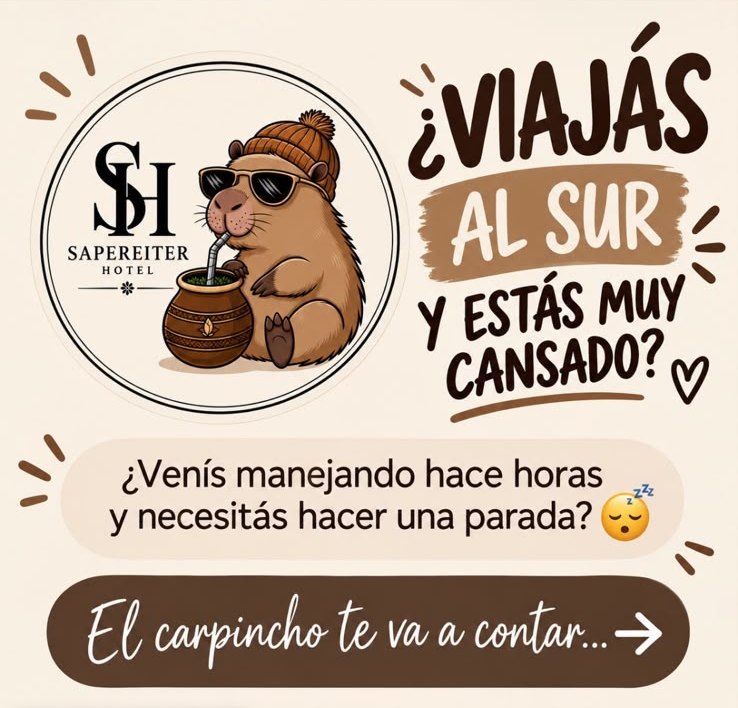 SH
SAPEREITER
HOTEL
¿VIAJÁS
AL SUR
Y ESTÁS MUY
CANSADO?
¿Venís manejando hace horas
y necesitás hacer una parada? 😴
El carpincho te va a contar... →